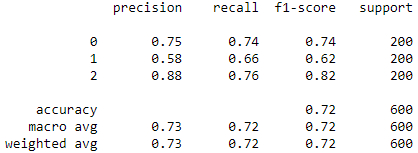 precision recall f1-score support
0 0.75 0.74 0.74 200
1 0.58 0.66 0.62 200
2 0.88 0.76 0.82 200
accuracy 0.72 600
macro avg 0.73 0.72 0.72 600
weighted avg 0.73 0.72 0.72 600